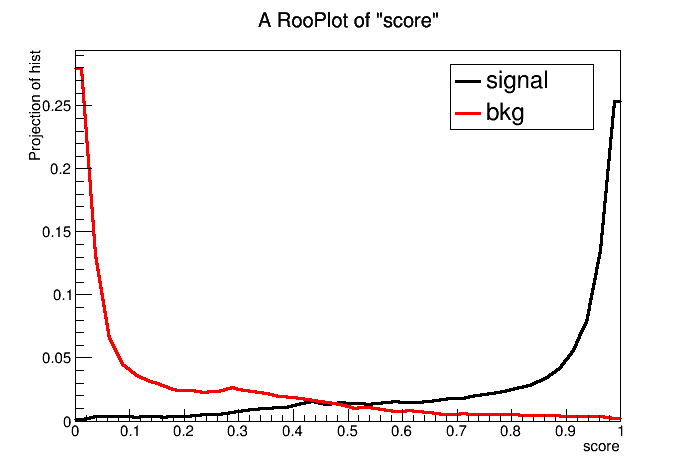 A RooPlot of "score"
Projection of hist
signal
bkg
0.25
0.2
0.15
0.1
0.05
0
0 0.1 0.2 0.3 0.4 0.5 0.6 0.7 0.8 0.9 1
score